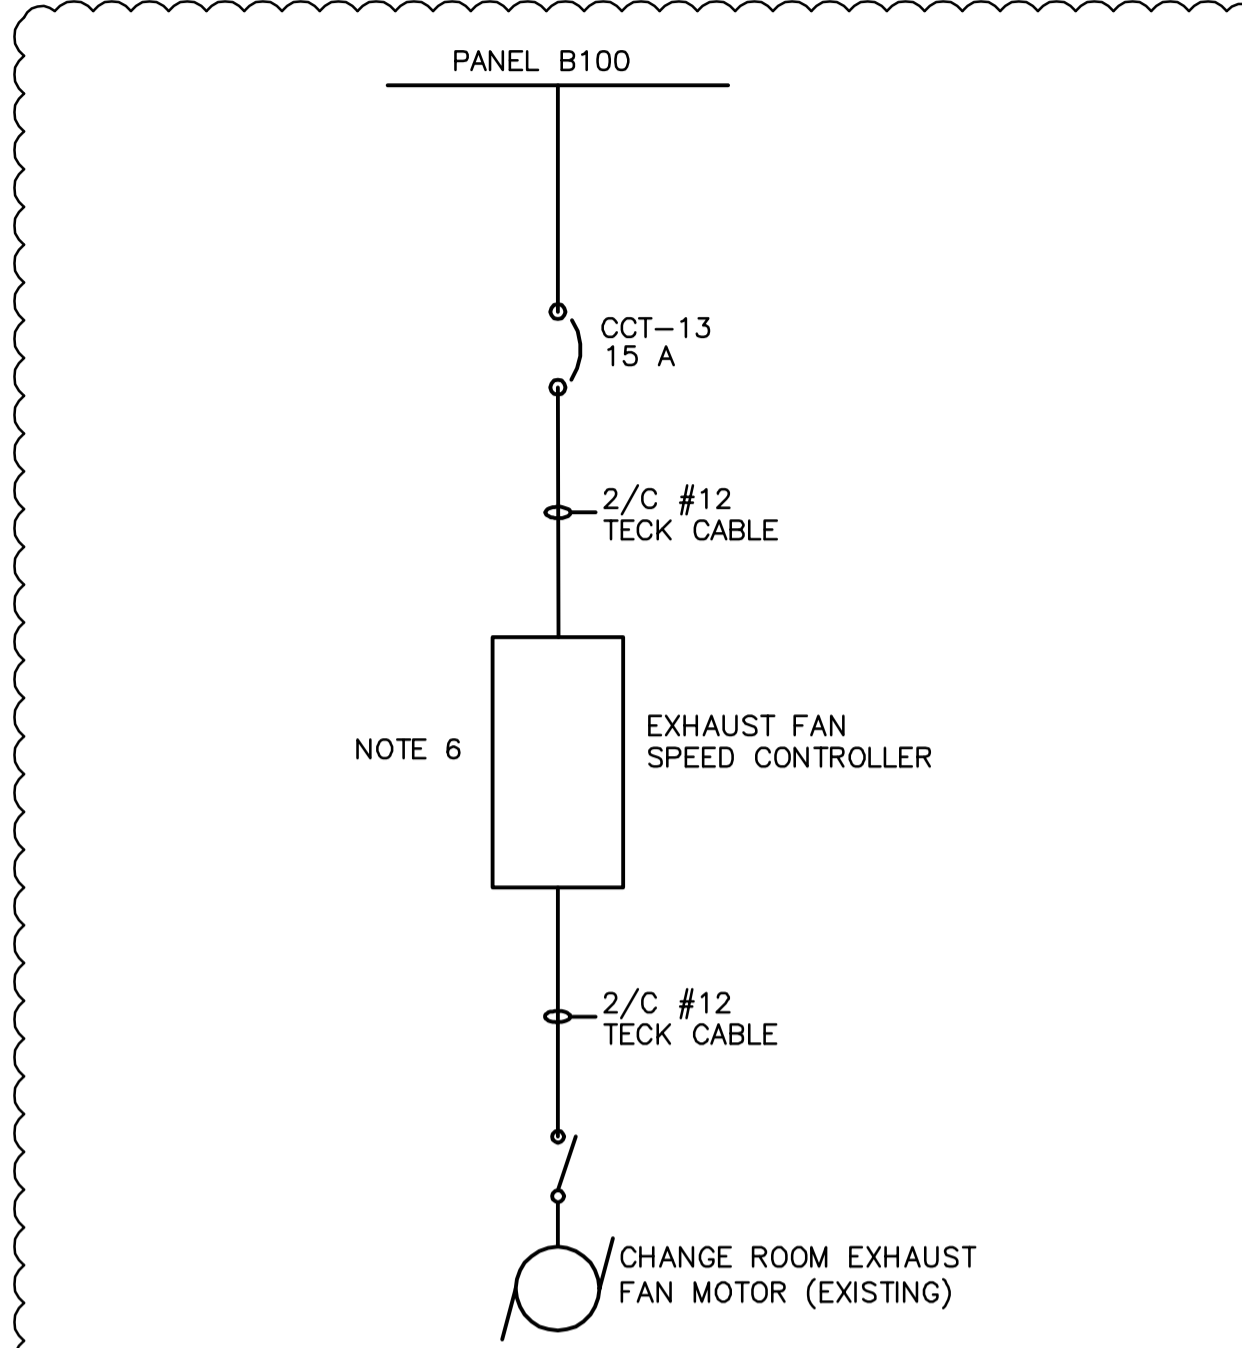 PANEL B100
CCT-13
15 A
2/C #12
TECK CABLE
NOTE 6
EXHAUST FAN
SPEED CONTROLLER
2/C #12
TECK CABLE
CHANGE ROOM EXHAUST
FAN MOTOR (EXISTING)